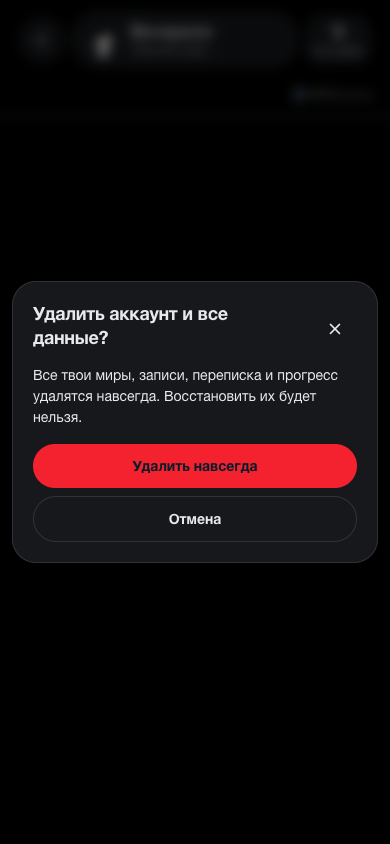 Удалить аккаунт и все
данные?
Все твои миры, записи, переписка и прогресс
удалятся навсегда. Восстановить их будет
нельзя.
Удалить навсегда
Отмена